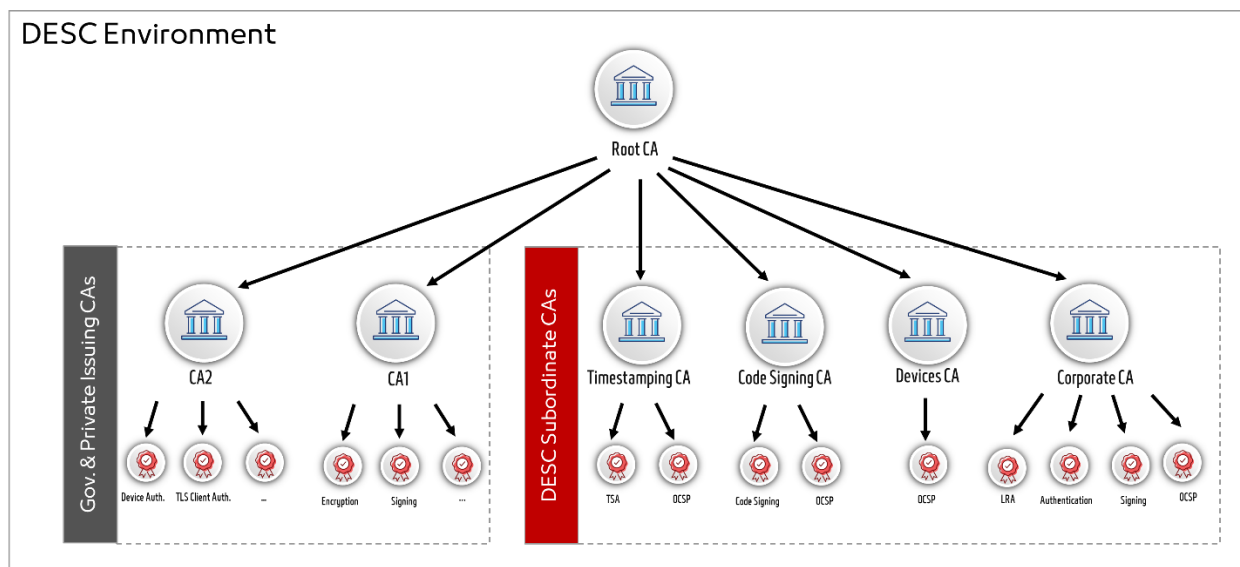 DESC Environment
Root CA
Gov. & Private Issuing CAs
CA2
CA1
Device Auth.
TLS Client Auth.
...
Encryption
Signing
...
DESC Subordinate CAs
Timestamping CA
Code Signing CA
Devices CA
Corporate CA
TSA
OCSP
Code Signing
OCSP
OCSP
LRA
Authentication
Signing
OCSP